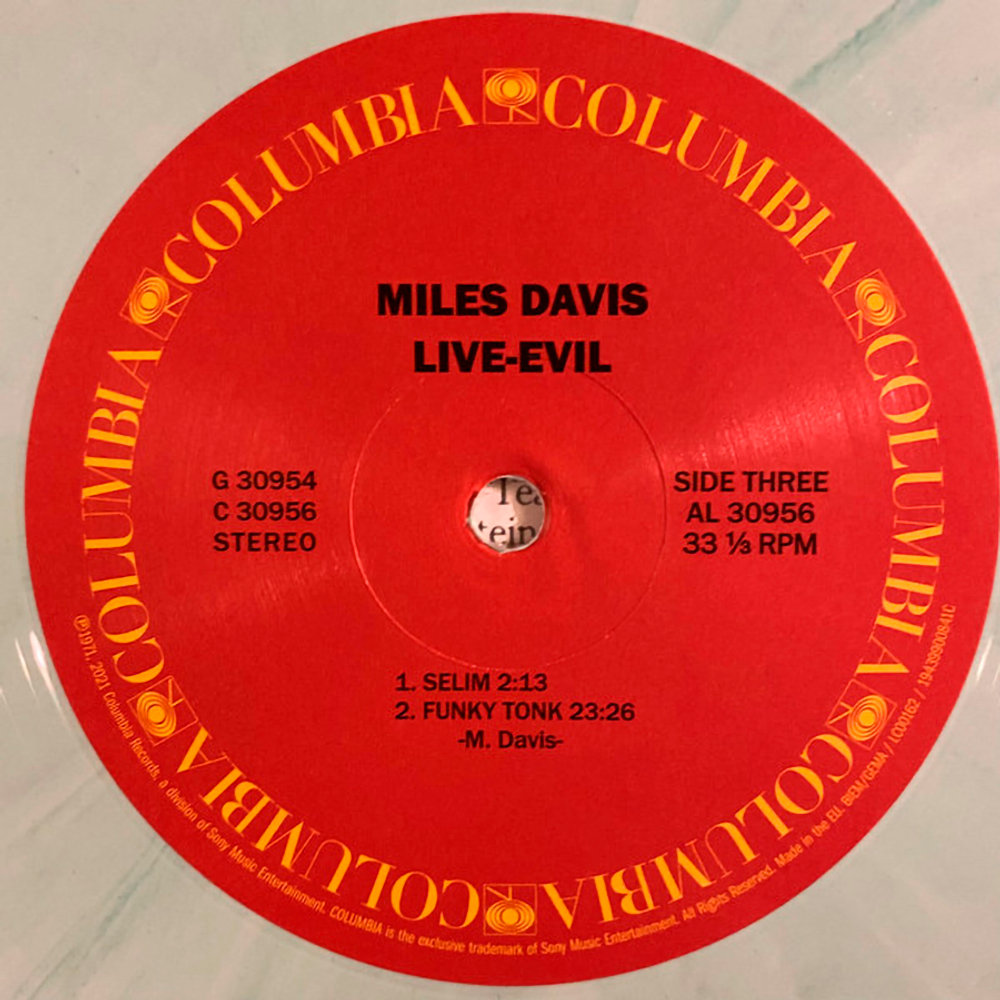 COLUMBIA COLUMBIA COLUMBIA COLUMBIA COLUMBIA COLUMBIA
MILES DAVIS
LIVE-EVIL
G 30954
C 30956
STEREO
SIDE THREE
AL 30956
33 ⅓ RPM
1. SELIM 2:13
2. FUNKY TONK 23:26
-M. Davis-
℗1971, 2021 Columbia Records, a division of Sony Music Entertainment. COLUMBIA is the exclusive trademark of Sony Music Entertainment. All Rights Reserved. Made in the EU. BIEM/GEMA / LC00162 / 19439900841C